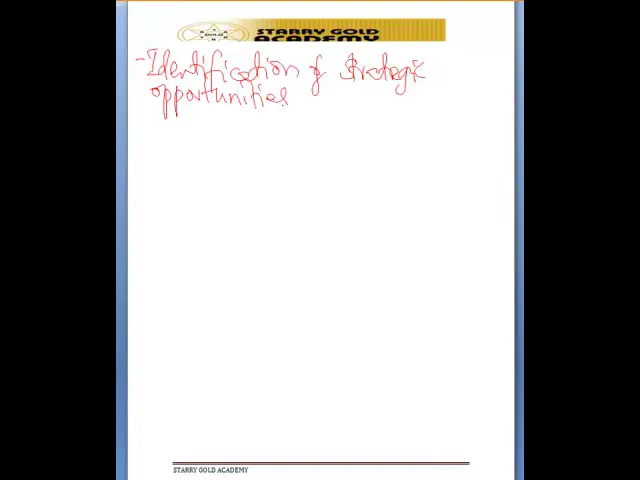 STARRY GOLD
ACADEMY
- Identification of Strategic
opportunities
STARRY GOLD ACADEMY